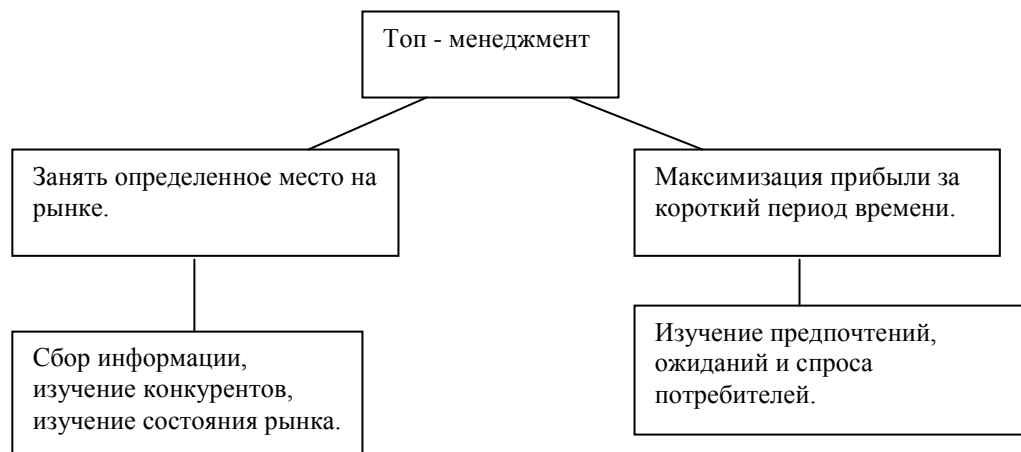 Топ - менеджмент
Занять определенное место на
рынке.
Максимизация прибыли за
короткий период времени.
Сбор информации,
изучение конкурентов,
изучение состояния рынка.
Изучение предпочтений,
ожиданий и спроса
потребителей.